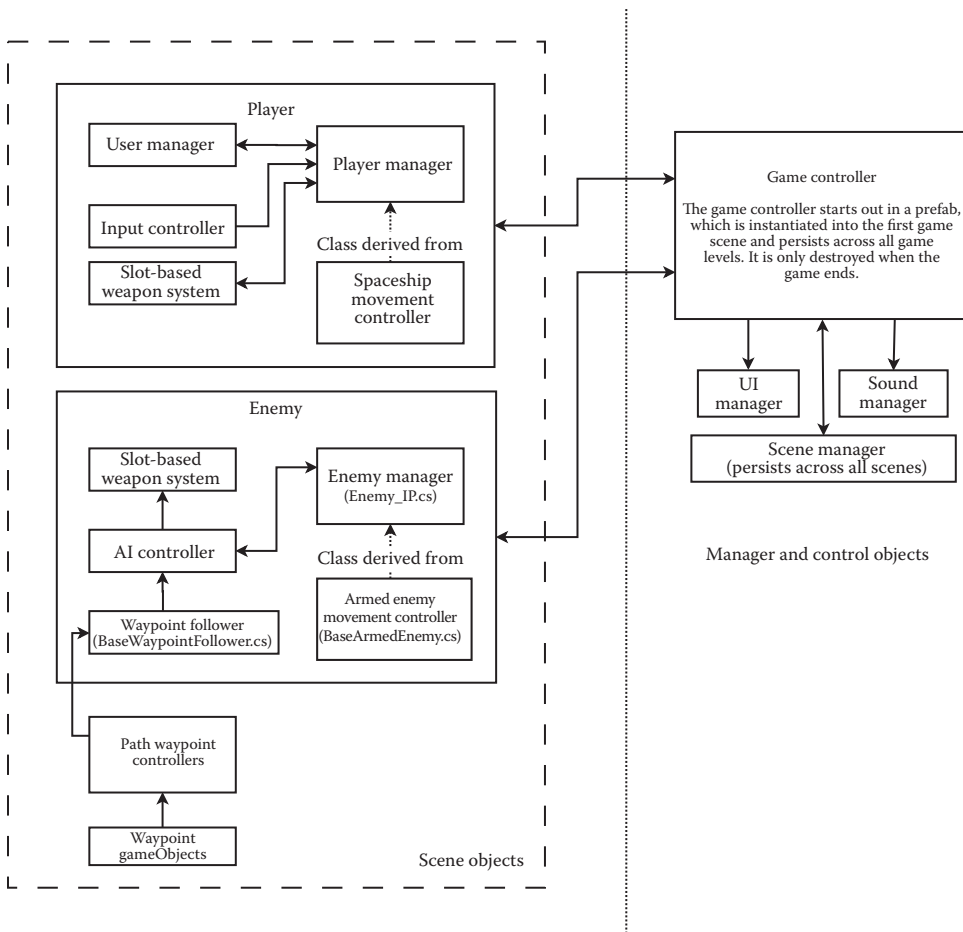 Player
User manager
Player manager
Input controller
Class derived from
Slot-based
weapon system
Spaceship
movement
controller
Enemy
Slot-based
weapon system
Enemy manager
(Enemy_IP.cs)
AI controller
Class derived from
Waypoint follower
(BaseWaypointFollower.cs)
Armed enemy
movement controller
(BaseArmedEnemy.cs)
Path waypoint
controllers
Waypoint
gameObjects
Scene objects
Game controller
The game controller starts out in a prefab,
which is instantiated into the first game
scene and persists across all game
levels. It is only destroyed when the
game ends.
UI
manager
Sound
manager
Scene manager
(persists across all scenes)
Manager and control objects